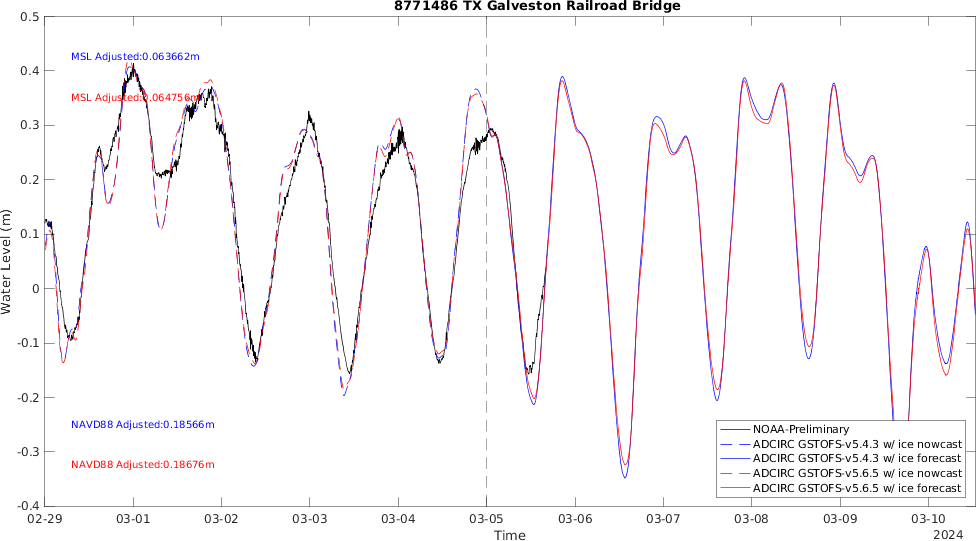 8771486 TX Galveston Railroad Bridge
0.5
0.4
0.3
0.2
0.1
0
-0.1
-0.2
-0.3
-0.4
Water Level (m)
MSL Adjusted:0.063662m
MSL Adjusted:0.064756m
NAVD88 Adjusted:0.18566m
NAVD88 Adjusted:0.18676m
NOAA-Preliminary
ADCIRC GSTOFS-v5.4.3 w/ ice nowcast
ADCIRC GSTOFS-v5.4.3 w/ ice forecast
ADCIRC GSTOFS-v5.6.5 w/ ice nowcast
ADCIRC GSTOFS-v5.6.5 w/ ice forecast
02-29 03-01 03-02 03-03 03-04 03-05 03-06 03-07 03-08 03-09 03-10
Time
2024